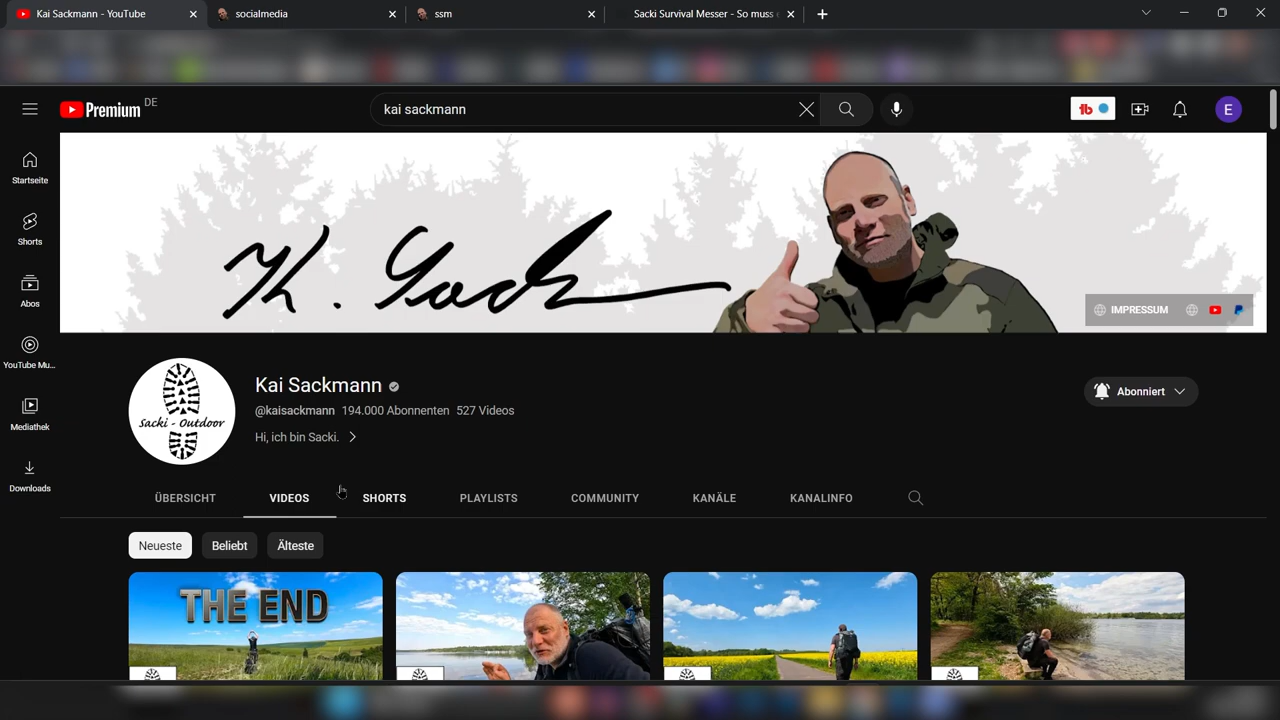 Kai Sackmann - YouTube
socialmedia
ssm
Sacki Survival Messer - So muss
Premium DE
kai sackmann
tb
E
Startseite
Shorts
Abos
YouTube Mu...
Mediathek
Downloads
K. Sack
IMPRESSUM
Sacki - Outdoor
Kai Sackmann
@kaisackmann 194.000 Abonnenten 527 Videos
Hi, ich bin Sacki.
Abonniert
ÜBERSICHT
VIDEOS
SHORTS
PLAYLISTS
COMMUNITY
KANÄLE
KANALINFO
Neueste
Beliebt
Älteste
THE END